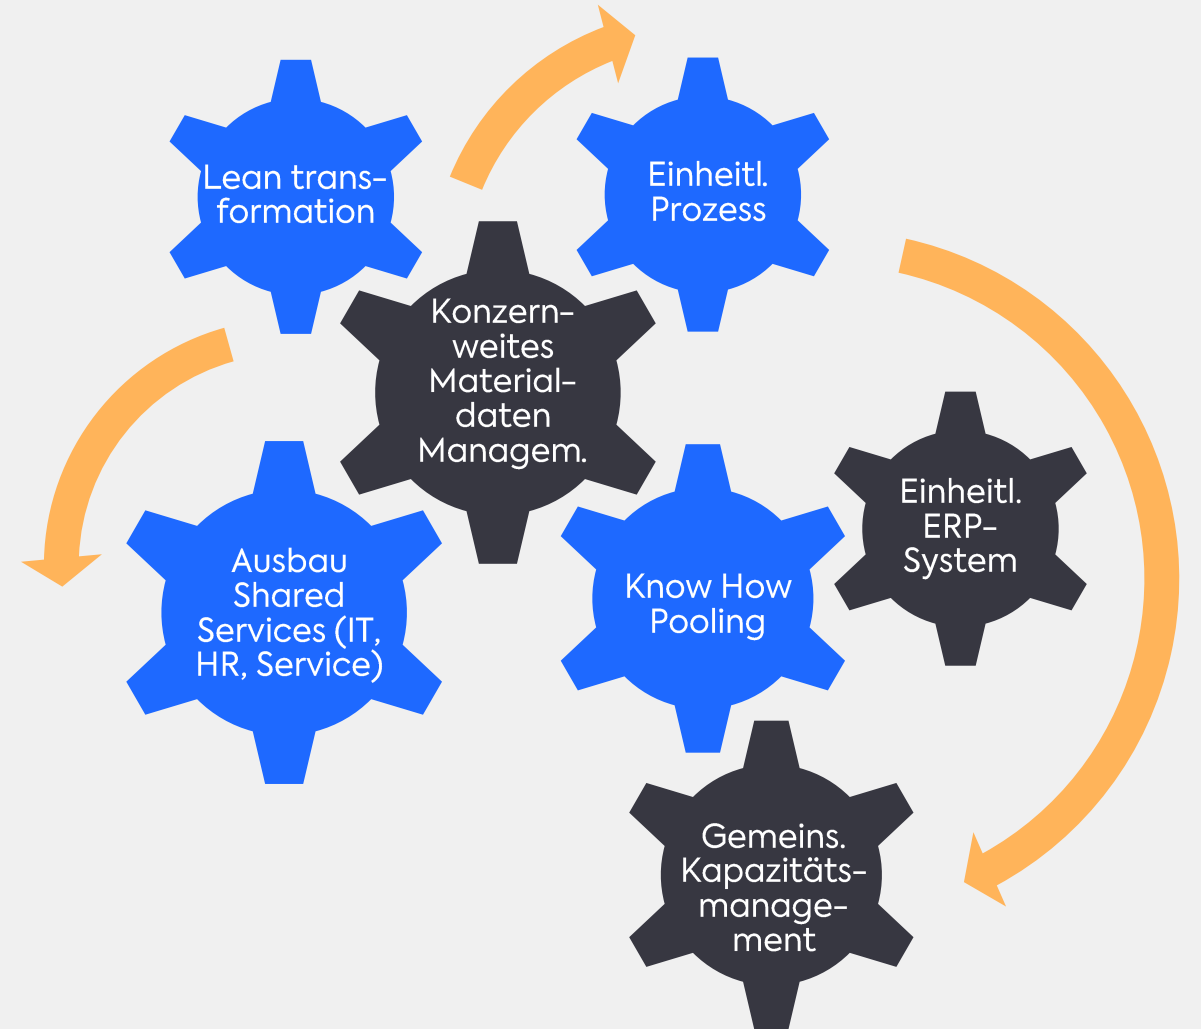 Lean trans-
formation
Einheitl.
Prozess
Konzern-
weites
Material-
daten
Managem.
Einheitl.
ERP-
System
Ausbau
Shared
Services (IT,
HR, Service)
Know How
Pooling
Gemeins.
Kapazitäts-
manage-
ment